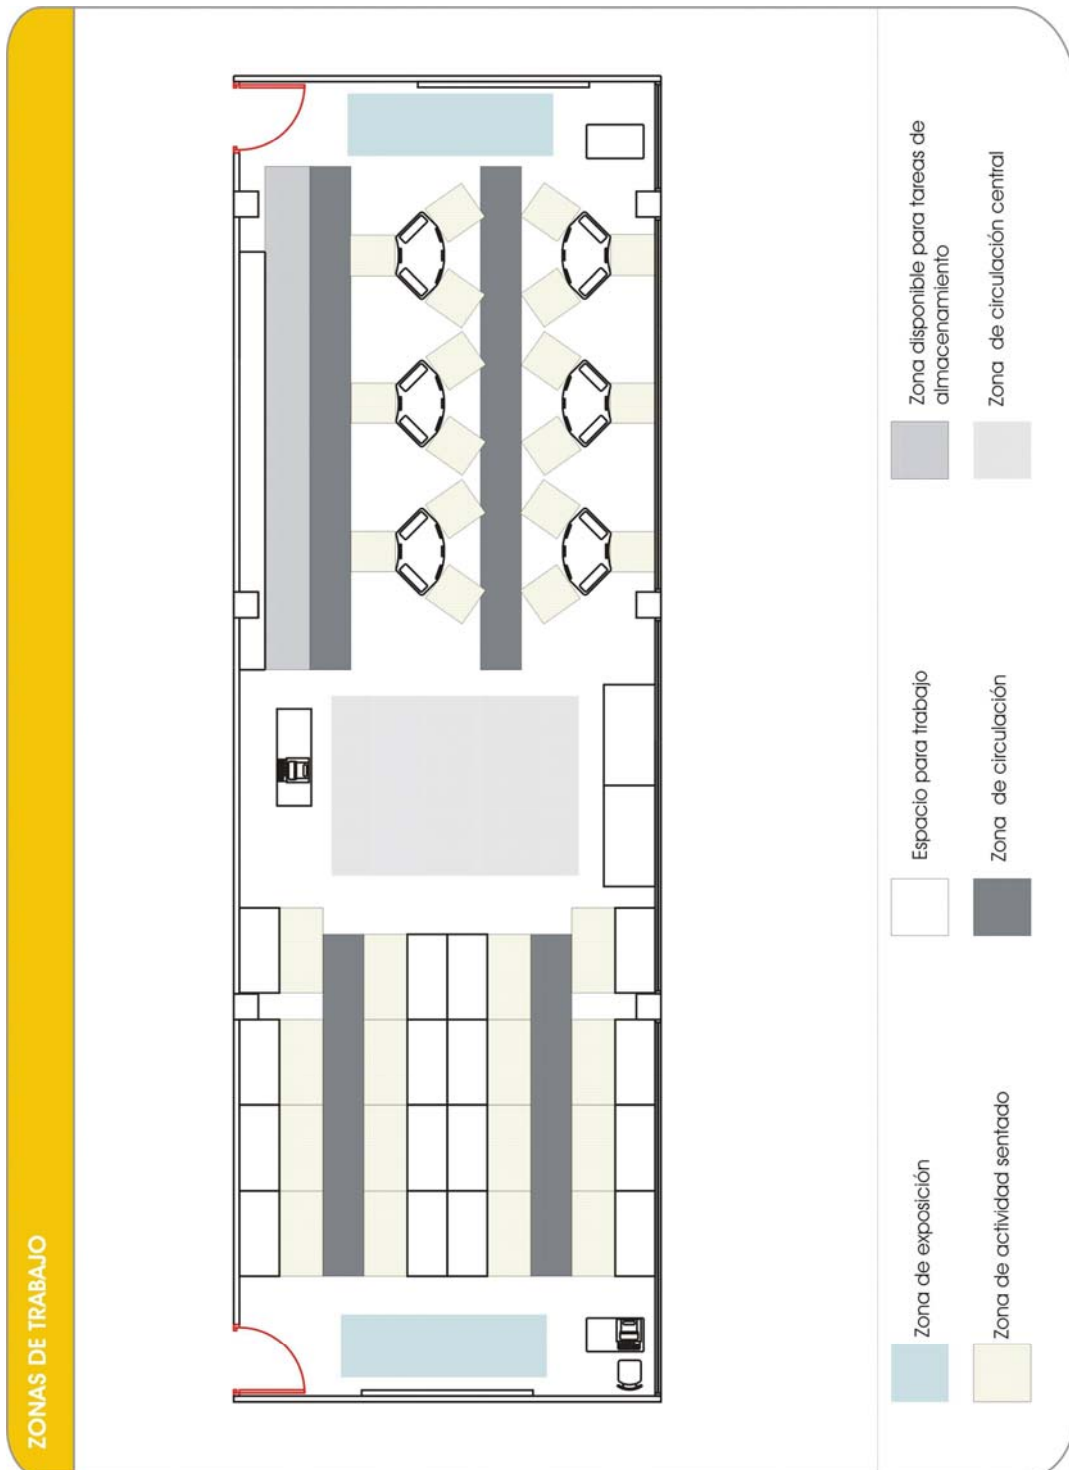 ZONAS DE TRABAJO
Zona de exposición
Espacio para trabajo
Zona disponible para tareas de
almacenamiento
Zona de actividad sentado
Zona de circulación
Zona de circulación central